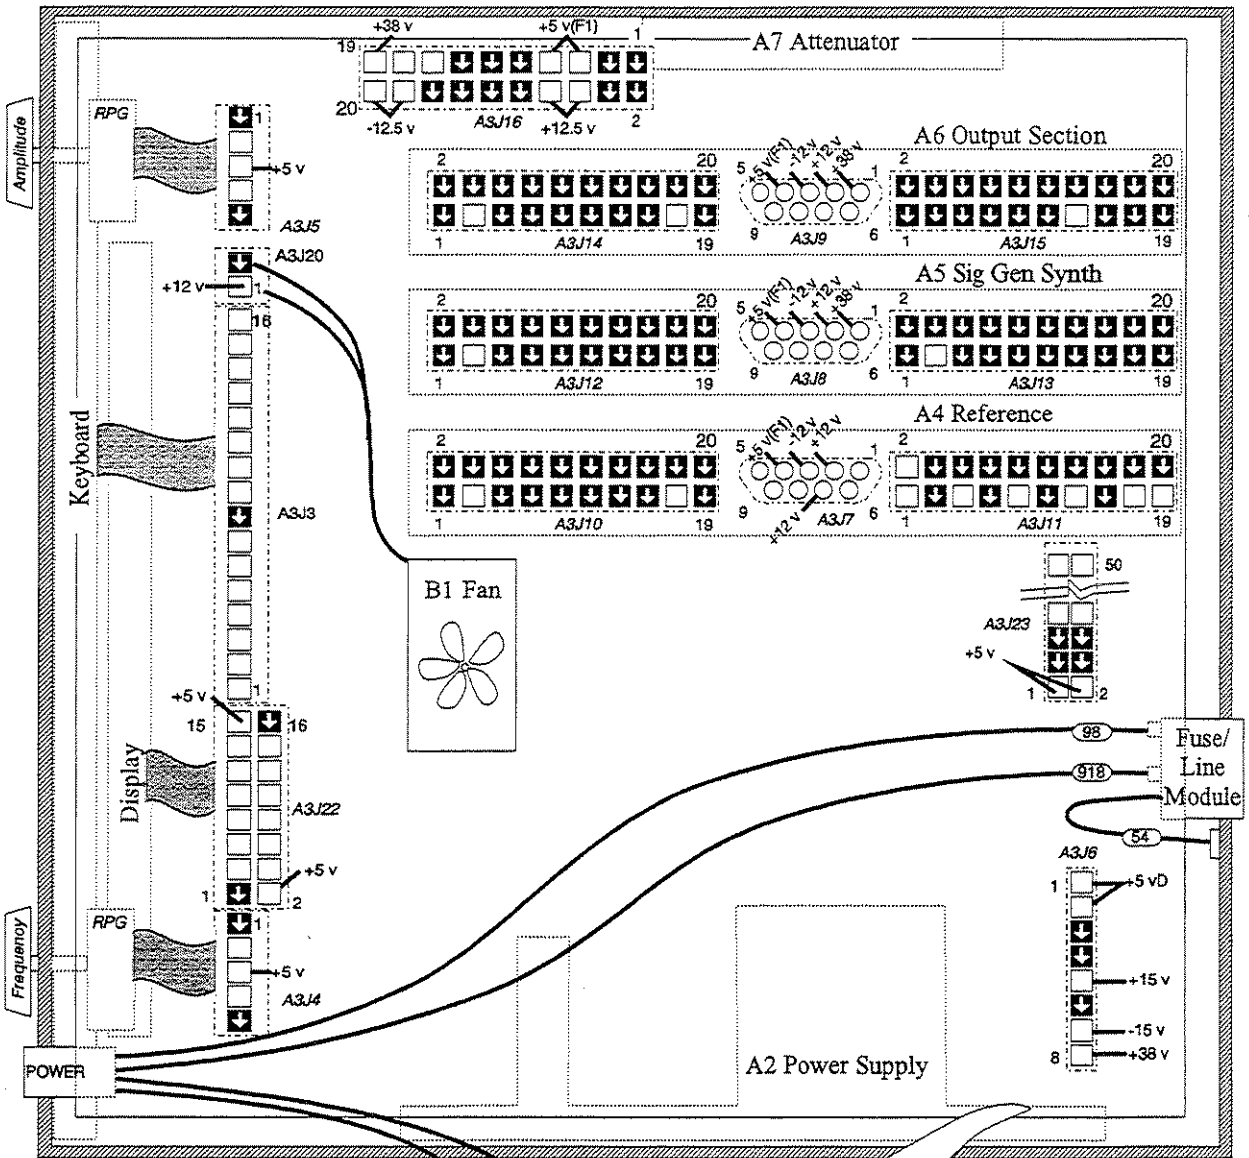 +38 v
+5 v(F1)
1
19
A7 Attenuator
20
-12.5 v
A3J16
+12.5 v
2
Amplitude
RPG
1
+5 v
A3J5
A6 Output Section
2
20
5
+5 v(F1)
-12 v
+12 v
+38 v
1
2
20
1
A3J14
19
9
A3J9
6
1
A3J15
19
A3J20
+12 v
1
A5 Sig Gen Synth
2
20
5
+5 v(F1)
-12 v
+12 v
+38 v
1
2
20
1
A3J12
19
9
A3J8
6
1
A3J13
19
16
Keyboard
A3J3
1
A4 Reference
2
20
5
+5 v(F1)
-12 v
+12 v
1
2
20
1
A3J10
19
9
+12 v
A3J7
6
1
A3J11
19
B1 Fan
50
A3J23
+5 v
1
2
+5 v
15
16
Display
A3J22
+5 v
1
2
98
918
54
Fuse/
Line
Module
A3J6
1
+5 vD
+15 v
-15 v
8
+38 v
Frequency
RPG
1
+5 v
A3J4
POWER
A2 Power Supply